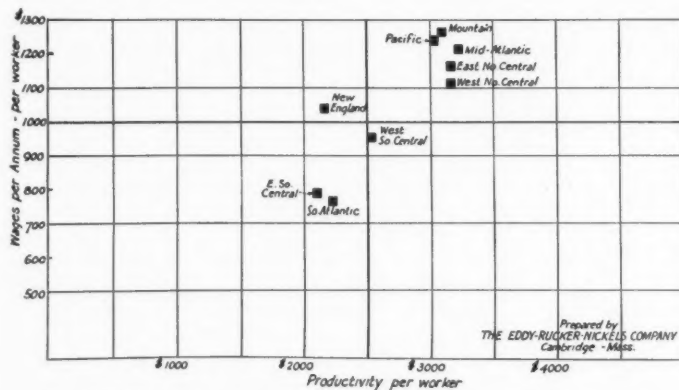 $
1300
1200
1100
1000
900
800
700
600
500
Wages per Annum - per worker
Mountain
Pacific
Mid-Atlantic
East No. Central
West No. Central
New
England
West
So. Central
E. So.
Central
So. Atlantic
Prepared by
THE EDDY-RUCKER-NICKELS COMPANY
Cambridge - Mass.
$1000
$2000
$3000
$4000
Productivity per worker